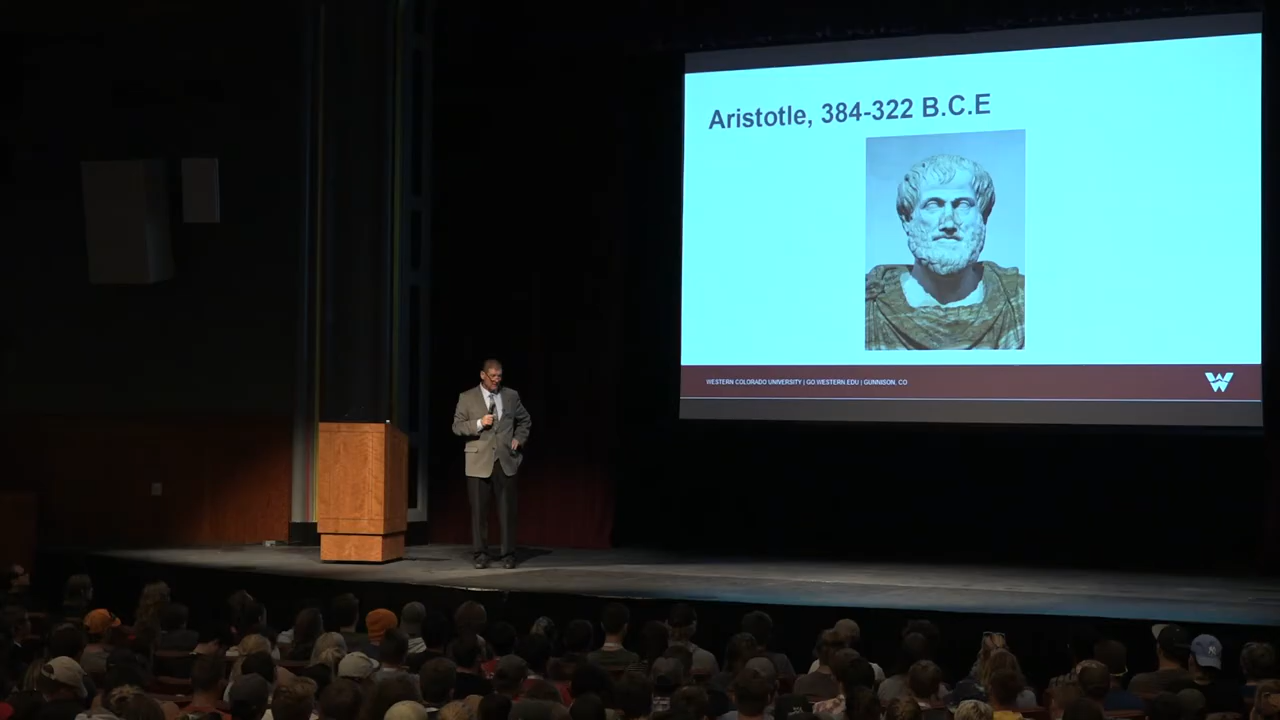 Aristotle, 384-322 B.C.E
WESTERN COLORADO UNIVERSITY | GO.WESTERN.EDU | GUNNISON, CO
W